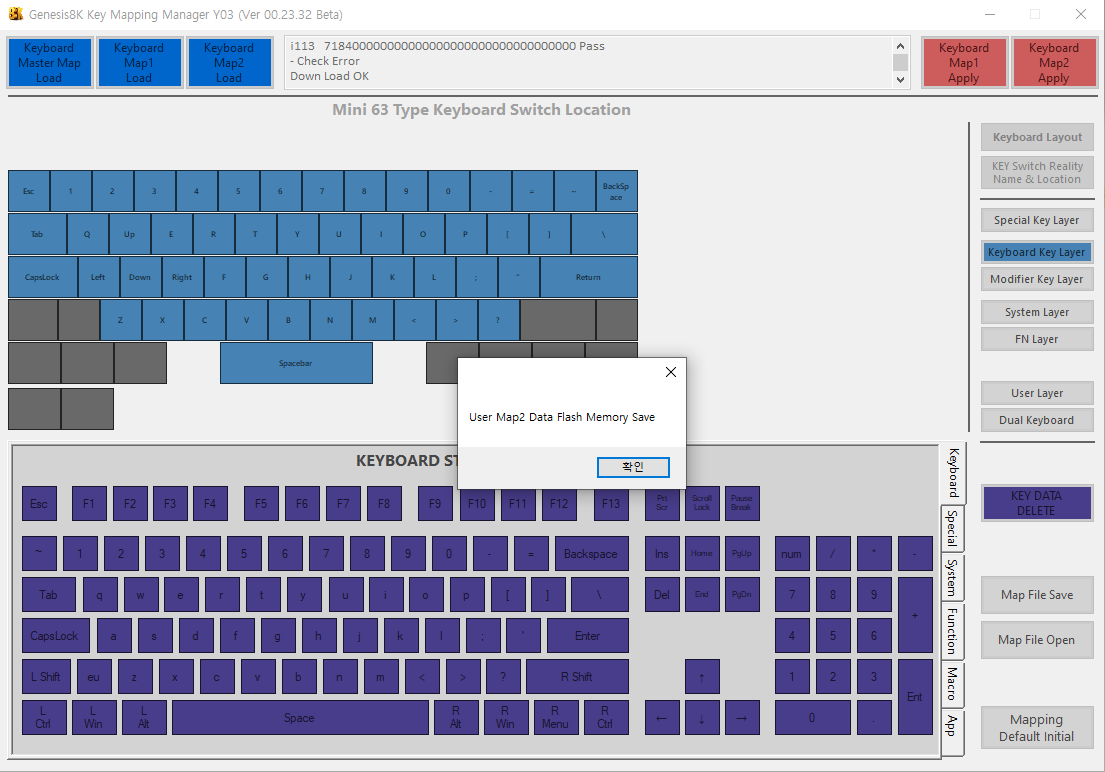 Genesis8K Key Mapping Manager Y03 (Ver 00.23.32 Beta)
Keyboard Master Map Load
Keyboard Map1 Load
Keyboard Map2 Load
i113 71840000000000000000000000000000000 Pass
- Check Error
Down Load OK
Keyboard Map1 Apply
Keyboard Map2 Apply
Mini 63 Type Keyboard Switch Location
Esc 1 2 3 4 5 6 7 8 9 0 - = ~ BackSpace
Tab Q Up E R T Y U I O P [ ] \
CapsLock Left Down Right F G H J K L ; " Return
Z X C V B N M < > ?
Spacebar
Keyboard Layout
KEY Switch Reality
Name & Location
Special Key Layer
Keyboard Key Layer
Modifier Key Layer
System Layer
FN Layer
User Layer
Dual Keyboard
User Map2 Data Flash Memory Save
확인
KEYBOARD ST
Esc F1 F2 F3 F4 F5 F6 F7 F8 F9 F10 F11 F12 F13 Prt Scr Scroll Lock Pause Break
~ 1 2 3 4 5 6 7 8 9 0 - = Backspace Ins Home PgUp num / * -
Tab q w e r t y u i o p [ ] \ Del End PgDn 7 8 9 +
CapsLock a s d f g h j k l ; ' Enter 4 5 6
L Shift eu z x c v b n m < > ? R Shift ↑ 1 2 3 Ent
L Ctrl L Win L Alt Space R Alt R Win R Menu R Ctrl ← ↓ → 0 .
Keyboard
Special
System
Function
Macro
App
KEY DATA
DELETE
Map File Save
Map File Open
Mapping
Default Initial